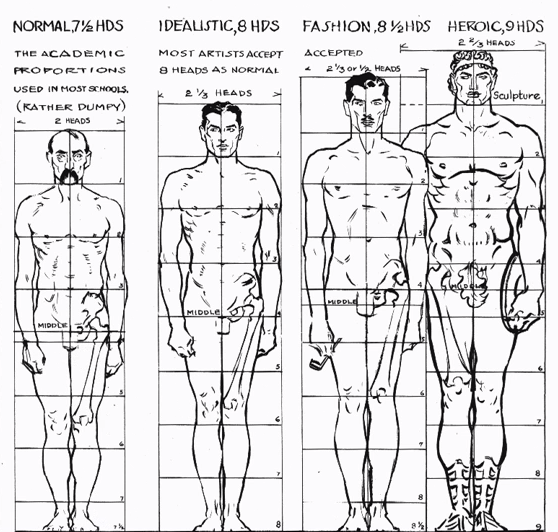 NORMAL, 7½ HDS
THE ACADEMIC
PROPORTIONS
USED IN MOST SCHOOLS.
(RATHER DUMPY)
2 HEADS
1
2
3
MIDDLE
4
5
6
7
7½
IDEALISTIC, 8 HDS
MOST ARTISTS ACCEPT
8 HEADS AS NORMAL
2 ⅓ HEADS
1
2
3
MIDDLE
4
5
6
7
8
FASHION, 8 ½ HDS
ACCEPTED
2 ⅓ or ½ HEADS
1
2
3
4
MIDDLE
5
6
7
8
8 ½
HEROIC, 9 HDS
2 ⅔ HEADS
Sculpture
1
2
3
4
MIDDLE
5
6
7
8
9